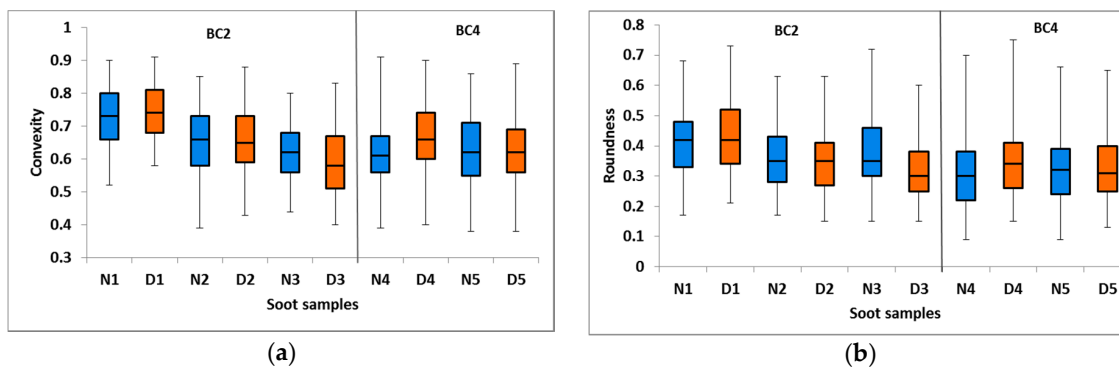 BC2 BC4
Convexity
1
0.9
0.8
0.7
0.6
0.5
0.4
0.3
N1 D1 N2 D2 N3 D3 N4 D4 N5 D5
Soot samples
(a)
BC2 BC4
Roundness
0.8
0.7
0.6
0.5
0.4
0.3
0.2
0.1
0
N1 D1 N2 D2 N3 D3 N4 D4 N5 D5
Soot samples
(b)